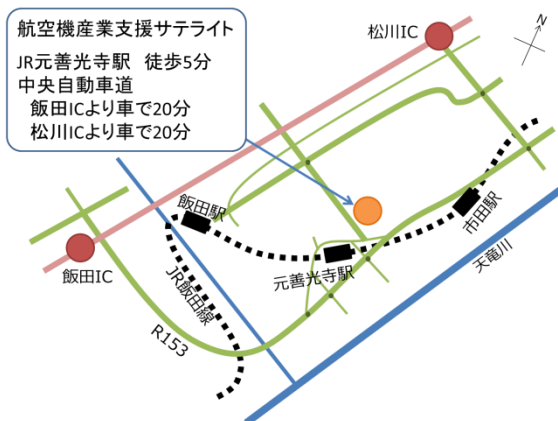 航空機産業支援サテライト
JR元善光寺駅 徒歩5分
中央自動車道
飯田ICより車で20分
松川ICより車で20分
松川IC
N
飯田駅
市田駅
飯田IC
元善光寺駅
天竜川
JR飯田線
R153